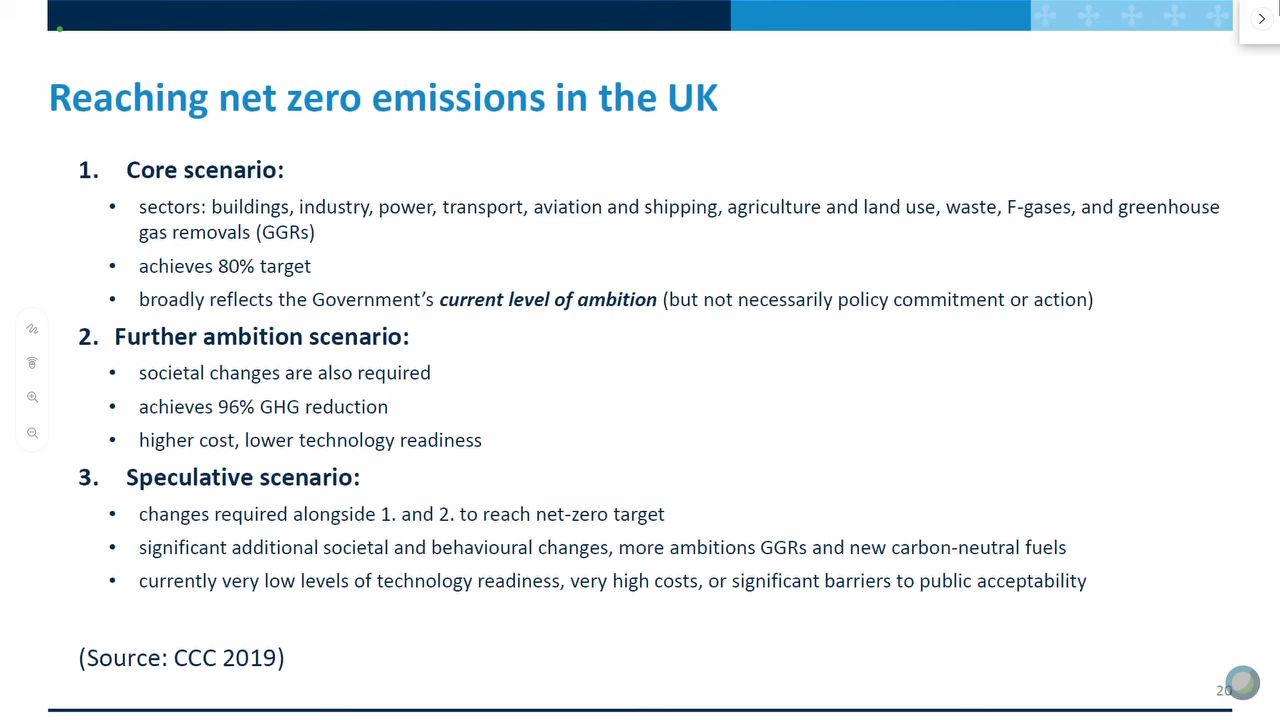 Reaching net zero emissions in the UK
1. Core scenario:
• sectors: buildings, industry, power, transport, aviation and shipping, agriculture and land use, waste, F-gases, and greenhouse
gas removals (GGRs)
• achieves 80% target
• broadly reflects the Government’s current level of ambition (but not necessarily policy commitment or action)
2. Further ambition scenario:
• societal changes are also required
• achieves 96% GHG reduction
• higher cost, lower technology readiness
3. Speculative scenario:
• changes required alongside 1. and 2. to reach net-zero target
• significant additional societal and behavioural changes, more ambitions GGRs and new carbon-neutral fuels
• currently very low levels of technology readiness, very high costs, or significant barriers to public acceptability
(Source: CCC 2019)
20